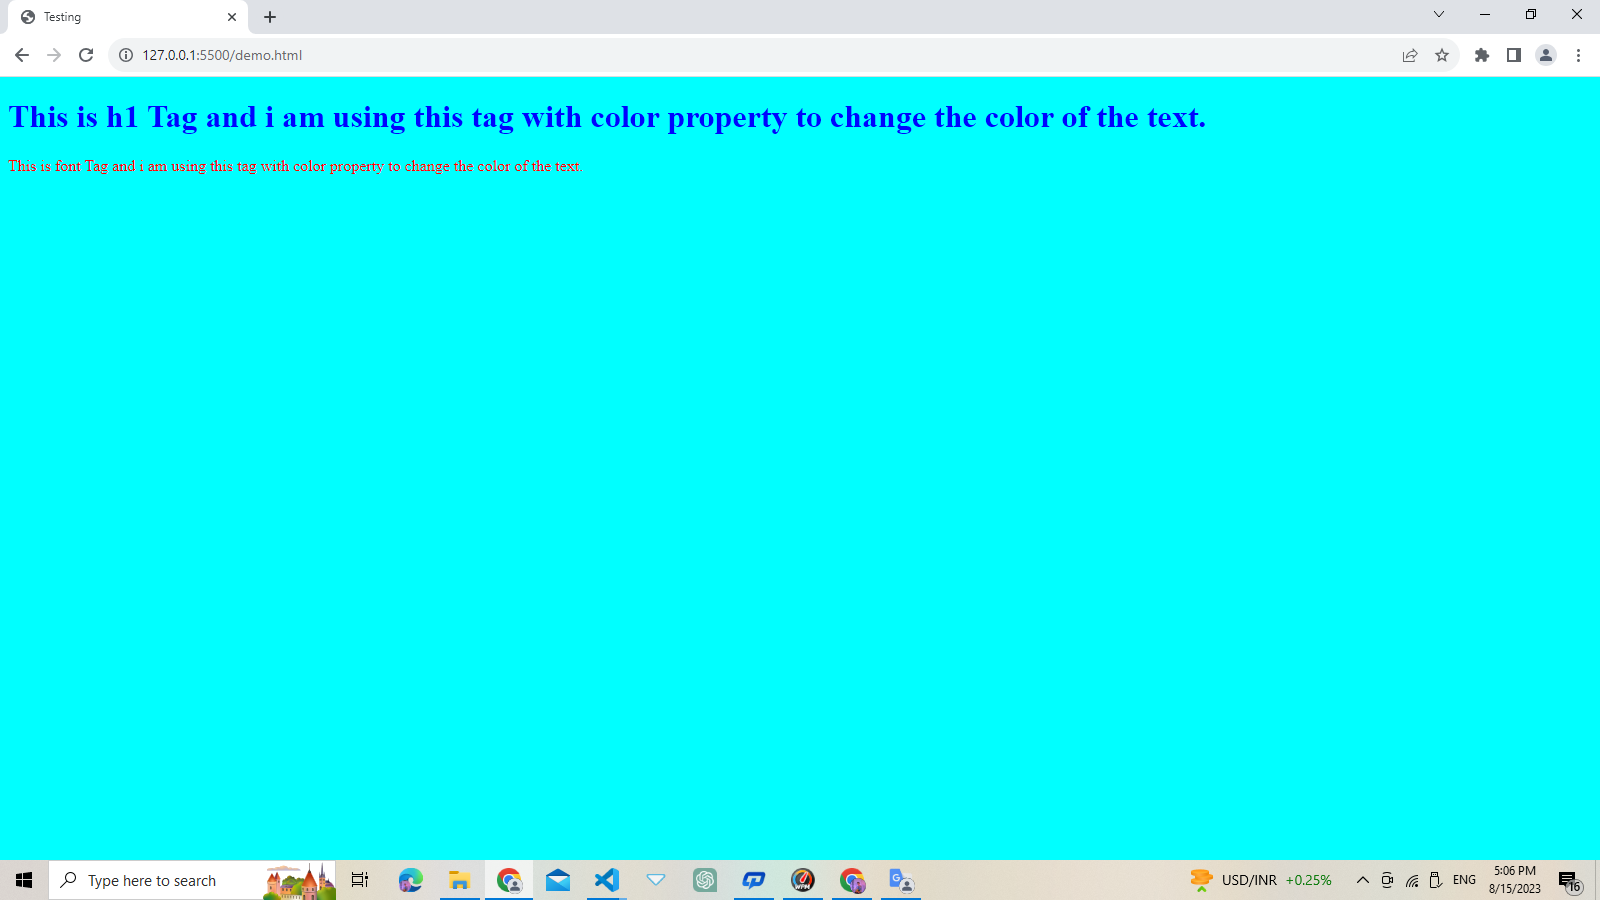 Testing
127.0.0.1:5500/demo.html
This is h1 Tag and i am using this tag with color property to change the color of the text.
This is font Tag and i am using this tag with color property to change the color of the text.
Type here to search
WPM
G
USD/INR +0.25%
ENG
5:06 PM
8/15/2023
16